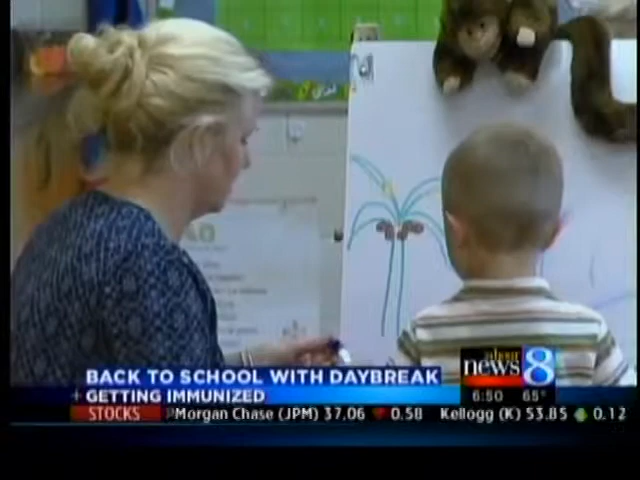 BACK TO SCHOOL WITH DAYBREAK
GETTING IMMUNIZED
news 8
6:50 65°
STOCKS Morgan Chase (JPM) 37.06 0.58 Kellogg (K) 53.85 0.12